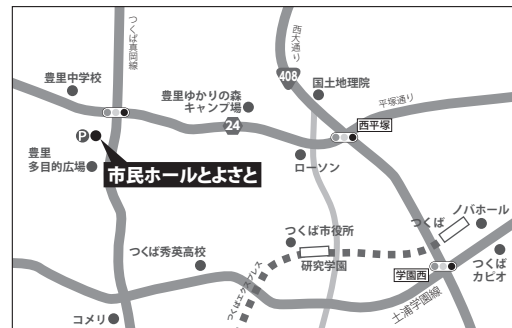 つくば真岡線
西大通り
豊里中学校
408
国土地理院
豊里ゆかりの森
キャンプ場
平塚通り
24
西平塚
P
豊里
多目的広場
市民ホールとよさと
ローソン
ノバホール
つくば
つくば市役所
つくば秀英高校
研究学園
学園西
つくば
カピオ
つくばエクスプレス
土浦学園線
コメリ